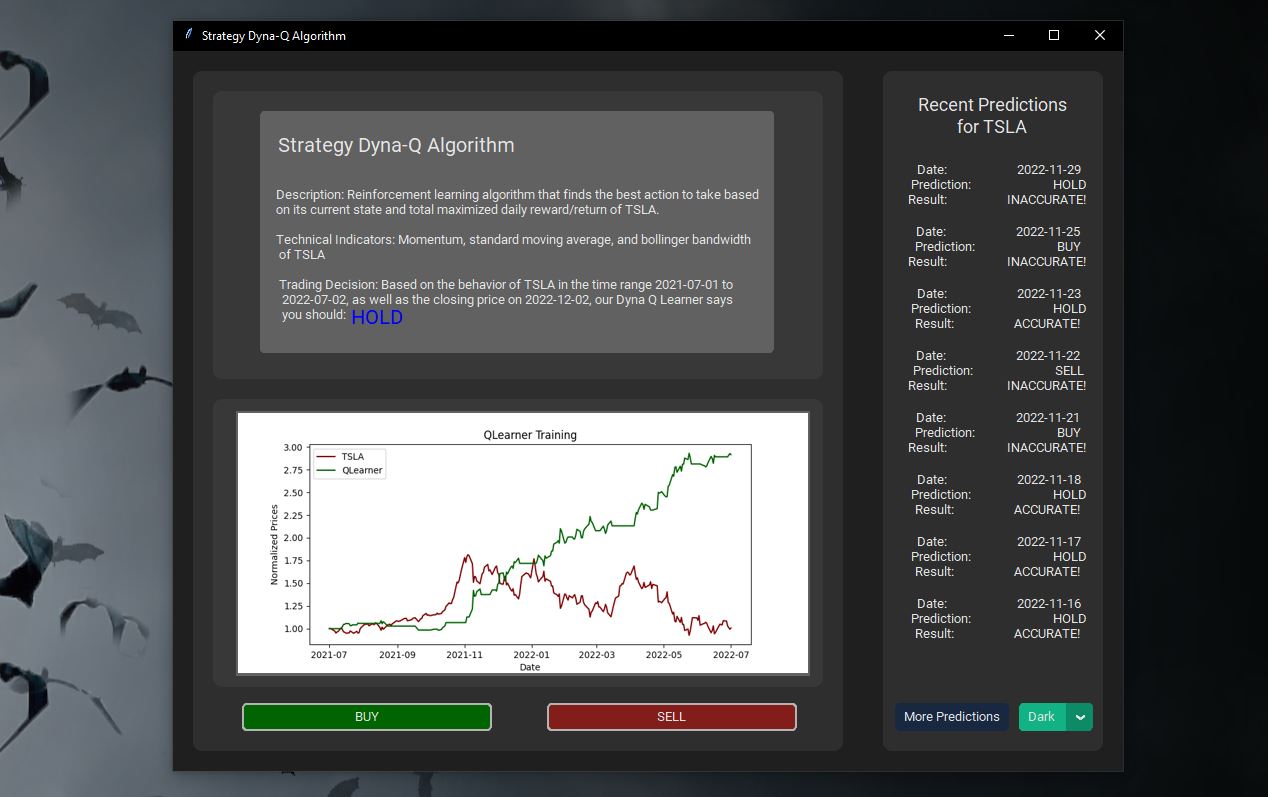 Strategy Dyna-Q Algorithm
Strategy Dyna-Q Algorithm
Description: Reinforcement learning algorithm that finds the best action to take based
on its current state and total maximized daily reward/return of TSLA.
Technical Indicators: Momentum, standard moving average, and bollinger bandwidth
of TSLA
Trading Decision: Based on the behavior of TSLA in the time range 2021-07-01 to
2022-07-02, as well as the closing price on 2022-12-02, our Dyna Q Learner says
you should: HOLD
QLearner Training
TSLA
QLearner
3.00
2.75
2.50
2.25
2.00
1.75
1.50
1.25
1.00
Normalized Prices
2021-07 2021-09 2021-11 2022-01 2022-03 2022-05 2022-07
Date
BUY SELL
Recent Predictions
for TSLA
Date: 2022-11-29
Prediction: HOLD
Result: INACCURATE!
Date: 2022-11-25
Prediction: BUY
Result: INACCURATE!
Date: 2022-11-23
Prediction: HOLD
Result: ACCURATE!
Date: 2022-11-22
Prediction: SELL
Result: INACCURATE!
Date: 2022-11-21
Prediction: BUY
Result: INACCURATE!
Date: 2022-11-18
Prediction: HOLD
Result: ACCURATE!
Date: 2022-11-17
Prediction: HOLD
Result: ACCURATE!
Date: 2022-11-16
Prediction: HOLD
Result: ACCURATE!
More Predictions Dark